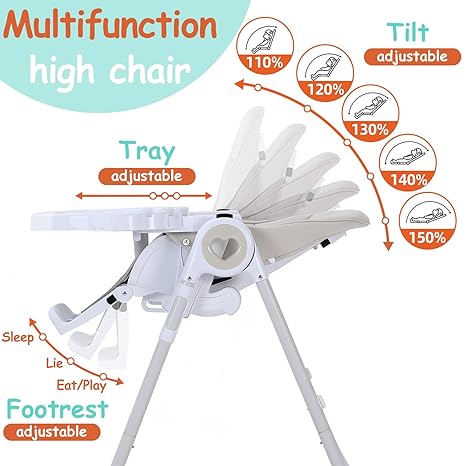 Multifunction
high chair
Tilt
adjustable
110%
120%
130%
140%
150%
Tray
adjustable
Sleep
Lie
Eat/Play
Footrest
adjustable